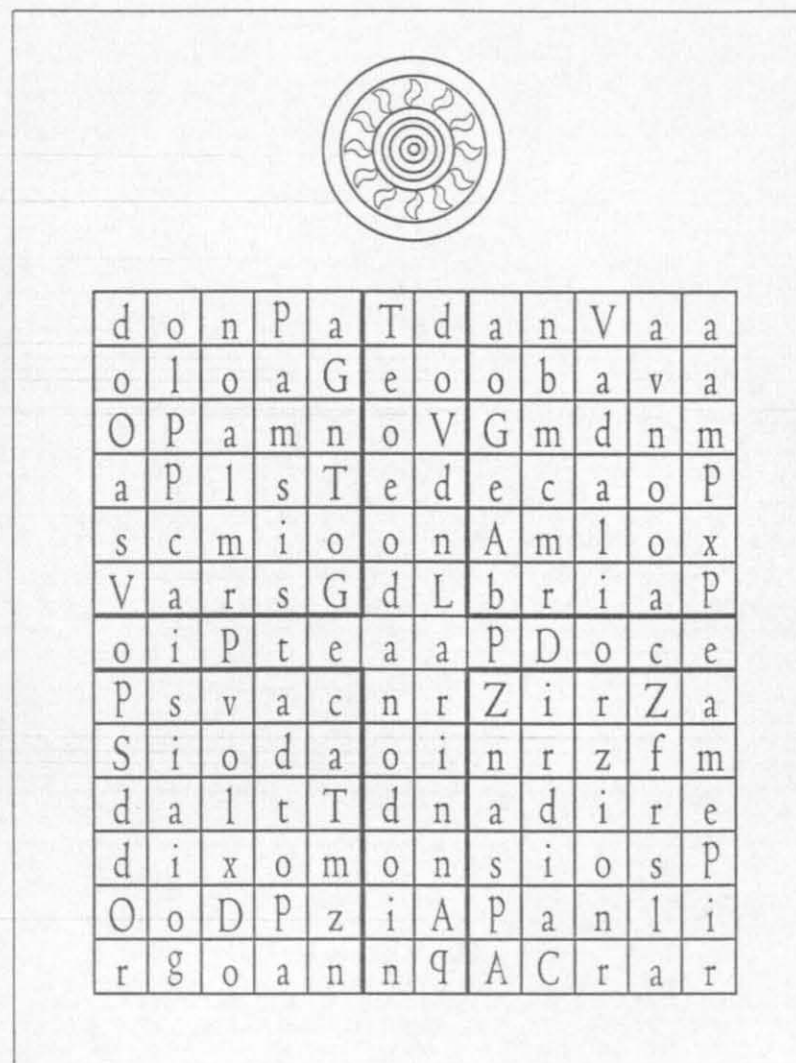 d o n P a T d a n V a a
o l o a G e o o b a v a
O P a m n o V G m d n m
a P l s T e d e c a o P
s c m i o o n A m l o x
V a r s G d L b r i a P
o i P t e a a P D o c e
P s v a c n r Z i r Z a
S i o d a o i n r z f m
d a l t T d n a d i r e
d i x o m o n s i o s P
O o D P z i A P a n l i
r g o a n n q A C r a r